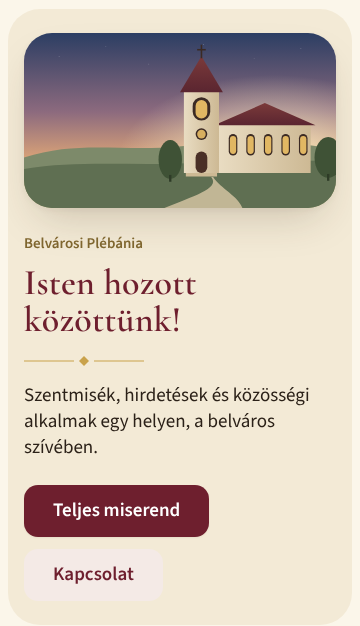 Belvárosi Plébánia
Isten hozott
közöttünk!
Szentmisék, hirdetések és közösségi
alkalmak egy helyen, a belváros
szívében.
Teljes miserend
Kapcsolat